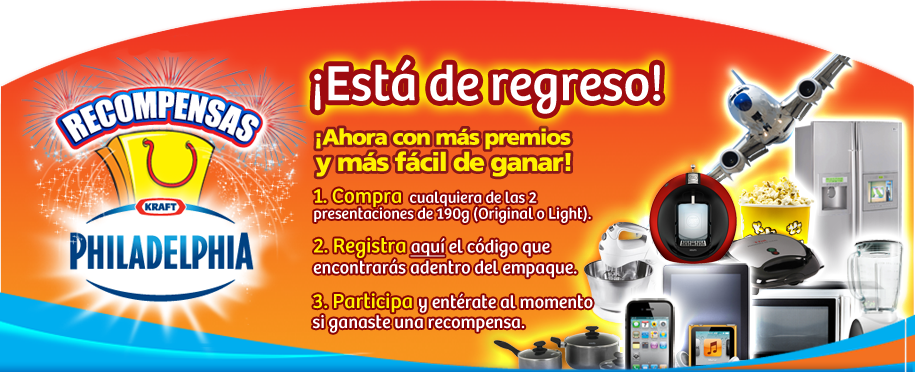 RECOMPENSAS
KRAFT
PHILADELPHIA
¡Está de regreso!
¡Ahora con más premios
y más fácil de ganar!
1. Compra cualquiera de las 2
presentaciones de 190g (Original o Light).
2. Registra aquí el código que
encontrarás adentro del empaque.
3. Participa y entérate al momento
si ganaste una recompensa.